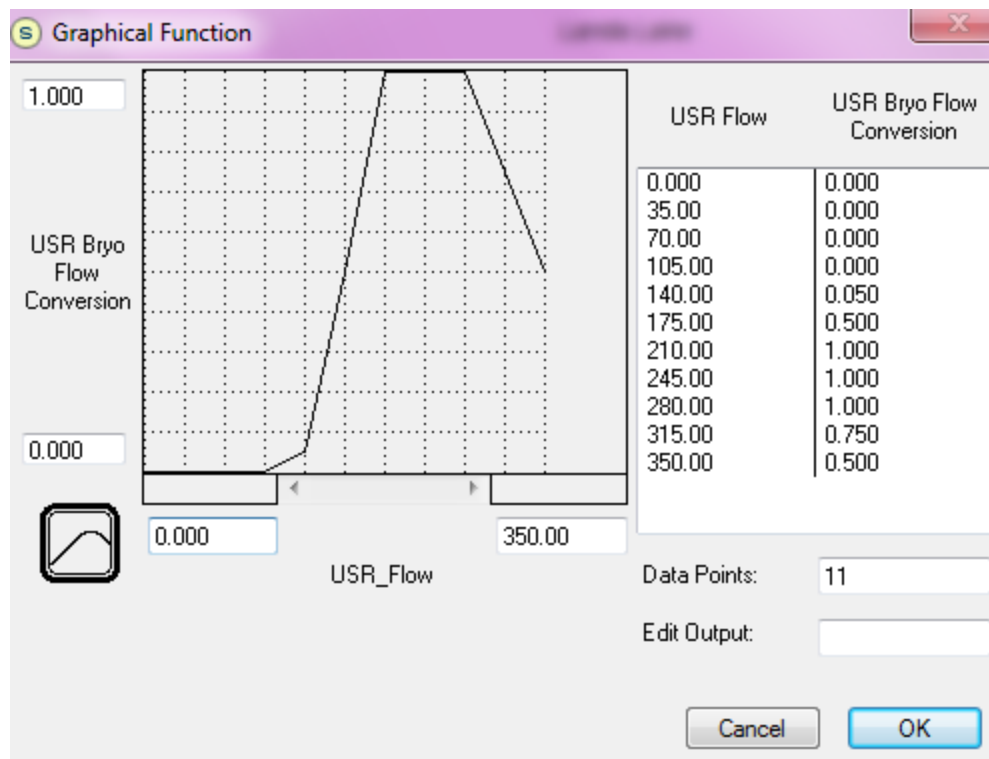 S Graphical Function
X
1.000
USR Bryo
Flow
Conversion
0.000
0.000
350.00
USR_Flow
USR Flow
USR Bryo Flow
Conversion
0.000 0.000
35.00 0.000
70.00 0.000
105.00 0.000
140.00 0.050
175.00 0.500
210.00 1.000
245.00 1.000
280.00 1.000
315.00 0.750
350.00 0.500
Data Points: 11
Edit Output:
Cancel OK